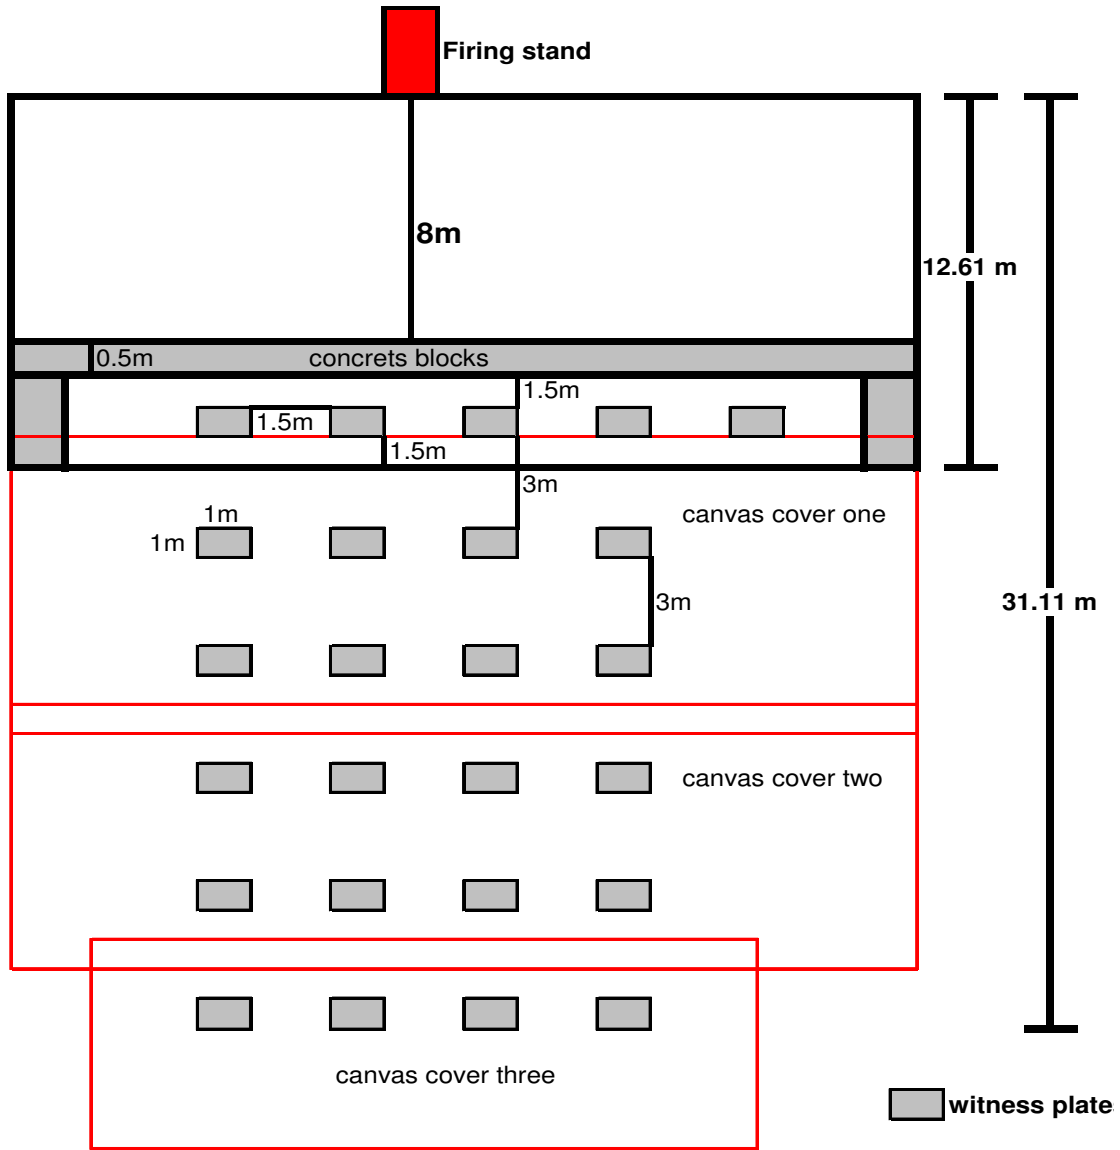 Firing stand
8m
12.61 m
0.5m
concrets blocks
1.5m
1.5m
1.5m
3m
1m
canvas cover one
1m
3m
31.11 m
canvas cover two
canvas cover three
witness plates